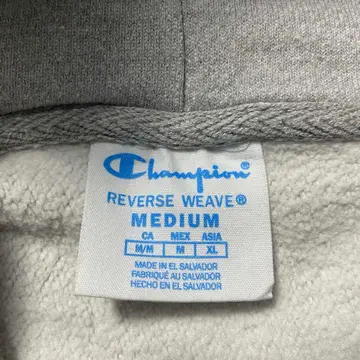 Champion
REVERSE WEAVE®
MEDIUM
CA MEX ASIA
M/M M XL
MADE IN EL SALVADOR
FABRIQUÉ AU SALVADOR
HECHO EN EL SALVADOR